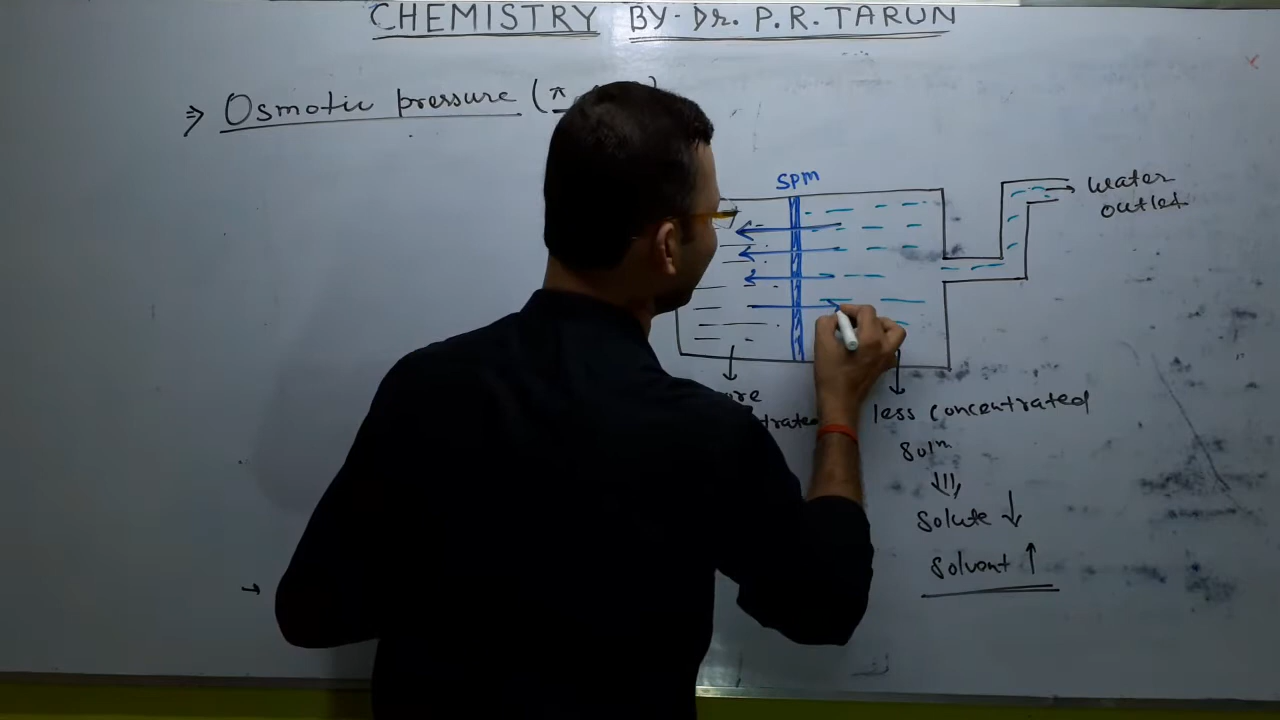 CHEMISTRY BY- Dr. P.R. TARUN
⇒ Osmotic pressure (π
SPM
water
outlet
less concentrated
Solⁿ
Solute ↓
Solvent ↑